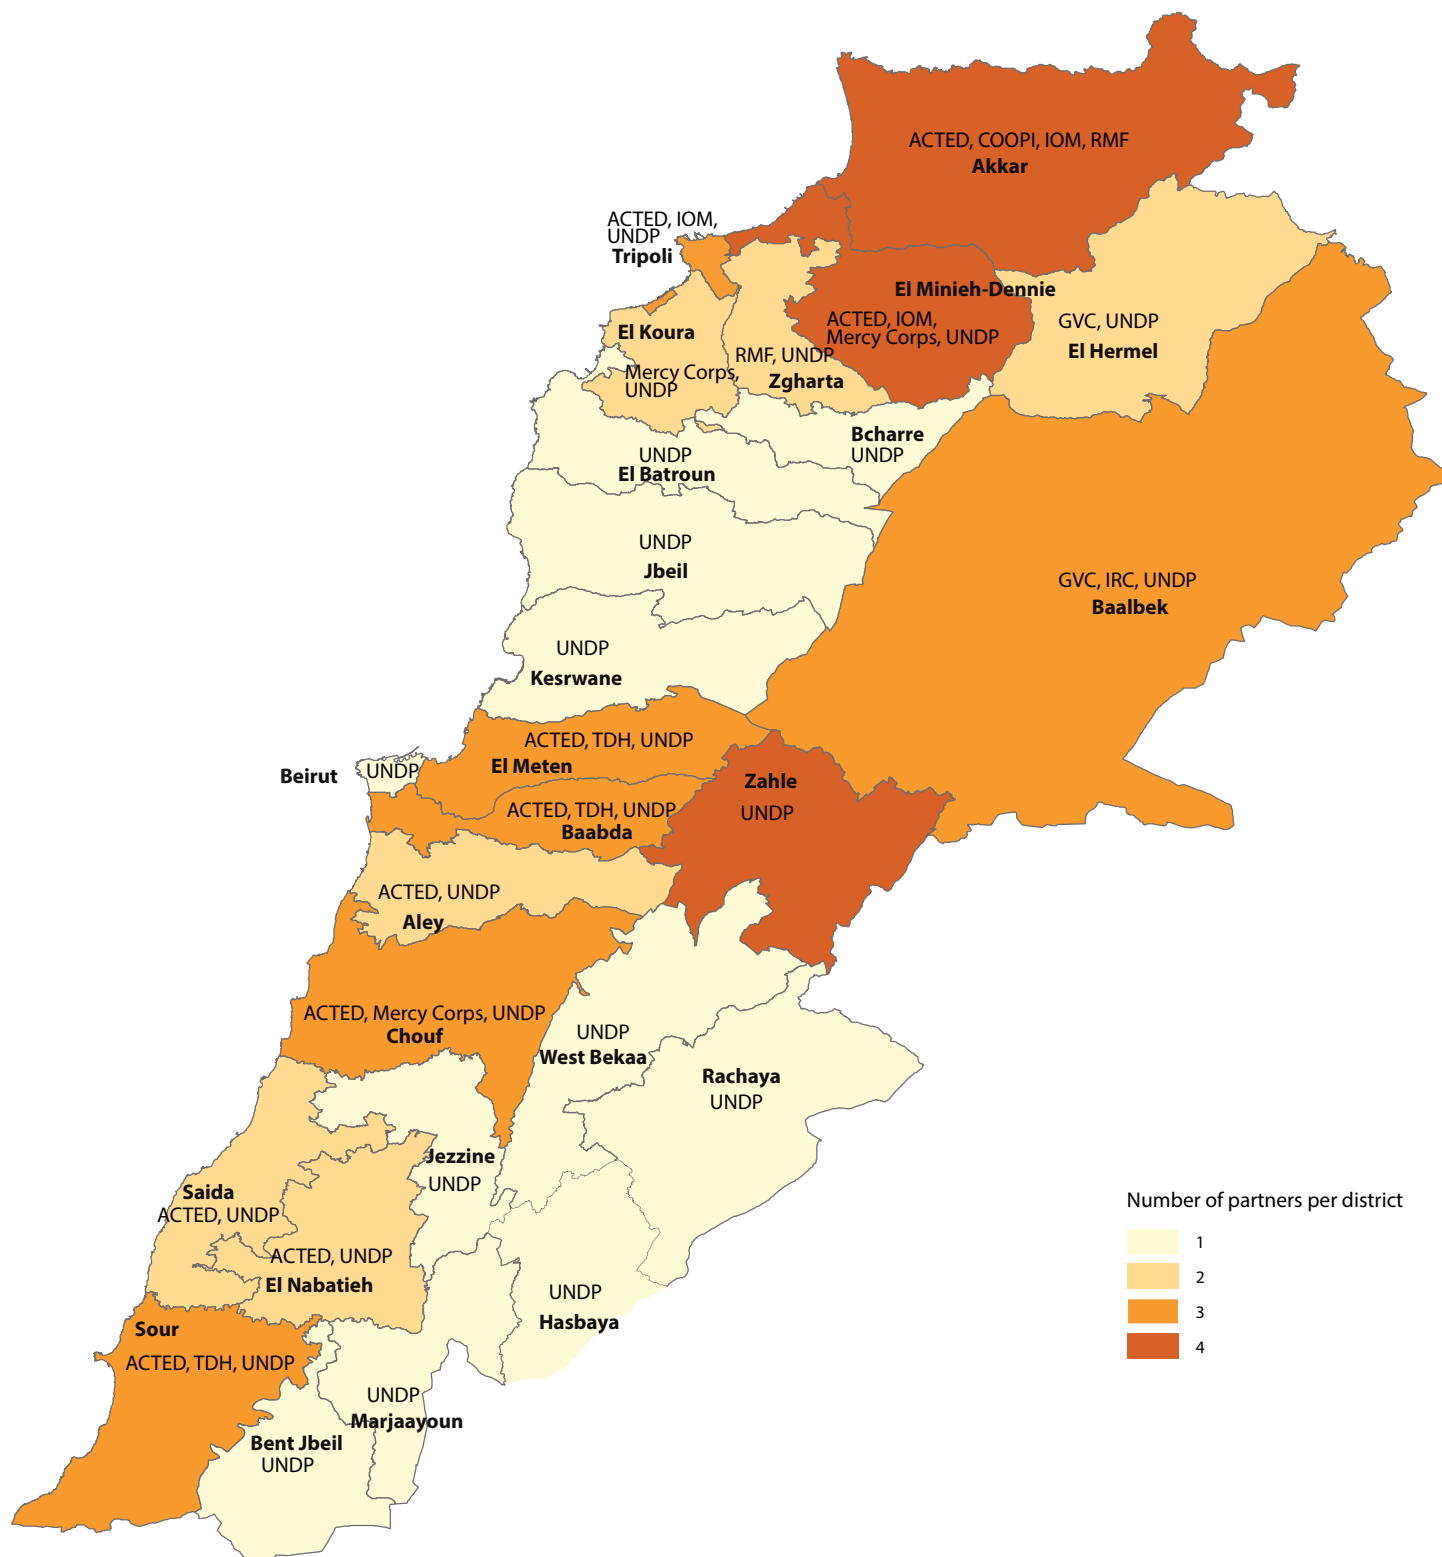 ACTED, COOPI, IOM, RMF
Akkar
ACTED, IOM,
UNDP
Tripoli
El Minieh-Dennie
ACTED, IOM,
Mercy Corps, UNDP
GVC, UNDP
El Hermel
El Koura
Mercy Corps,
UNDP
RMF, UNDP
Zgharta
Bcharre
UNDP
UNDP
El Batroun
UNDP
Jbeil
GVC, IRC, UNDP
Baalbek
UNDP
Kesrwane
ACTED, TDH, UNDP
El Meten
Beirut
UNDP
Zahle
UNDP
ACTED, TDH, UNDP
Baabda
ACTED, UNDP
Aley
ACTED, Mercy Corps, UNDP
Chouf
UNDP
West Bekaa
Rachaya
UNDP
Jezzine
UNDP
Saida
ACTED, UNDP
ACTED, UNDP
El Nabatieh
UNDP
Hasbaya
Sour
ACTED, TDH, UNDP
UNDP
Marjaayoun
Bent Jbeil
UNDP
Number of partners per district
1
2
3
4